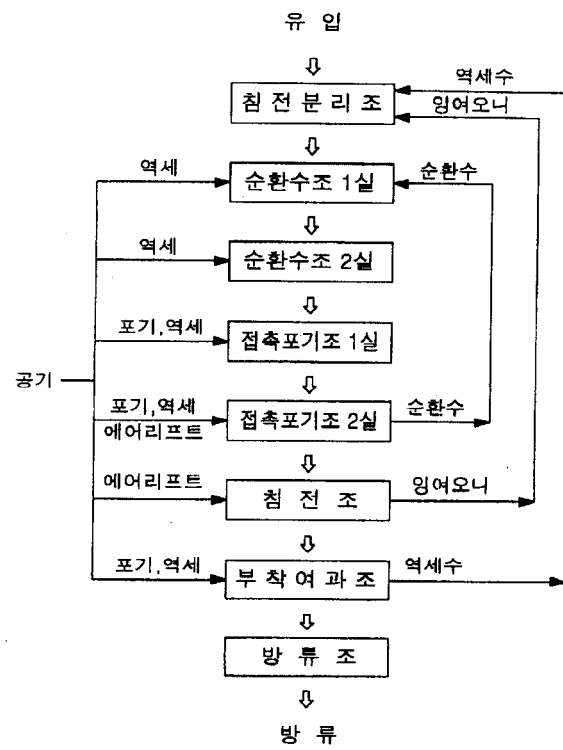 유 입
역세수
침 전 분 리 조
잉여오니
역세
순환수조 1실
순환수
역세
순환수조 2실
포기,역세
접촉포기조 1실
공기
포기,역세
에어리프트
접촉포기조 2실
순환수
에어리프트
침 전 조
잉여오니
포기,역세
부 착 여 과 조
역세수
방 류 조
방 류